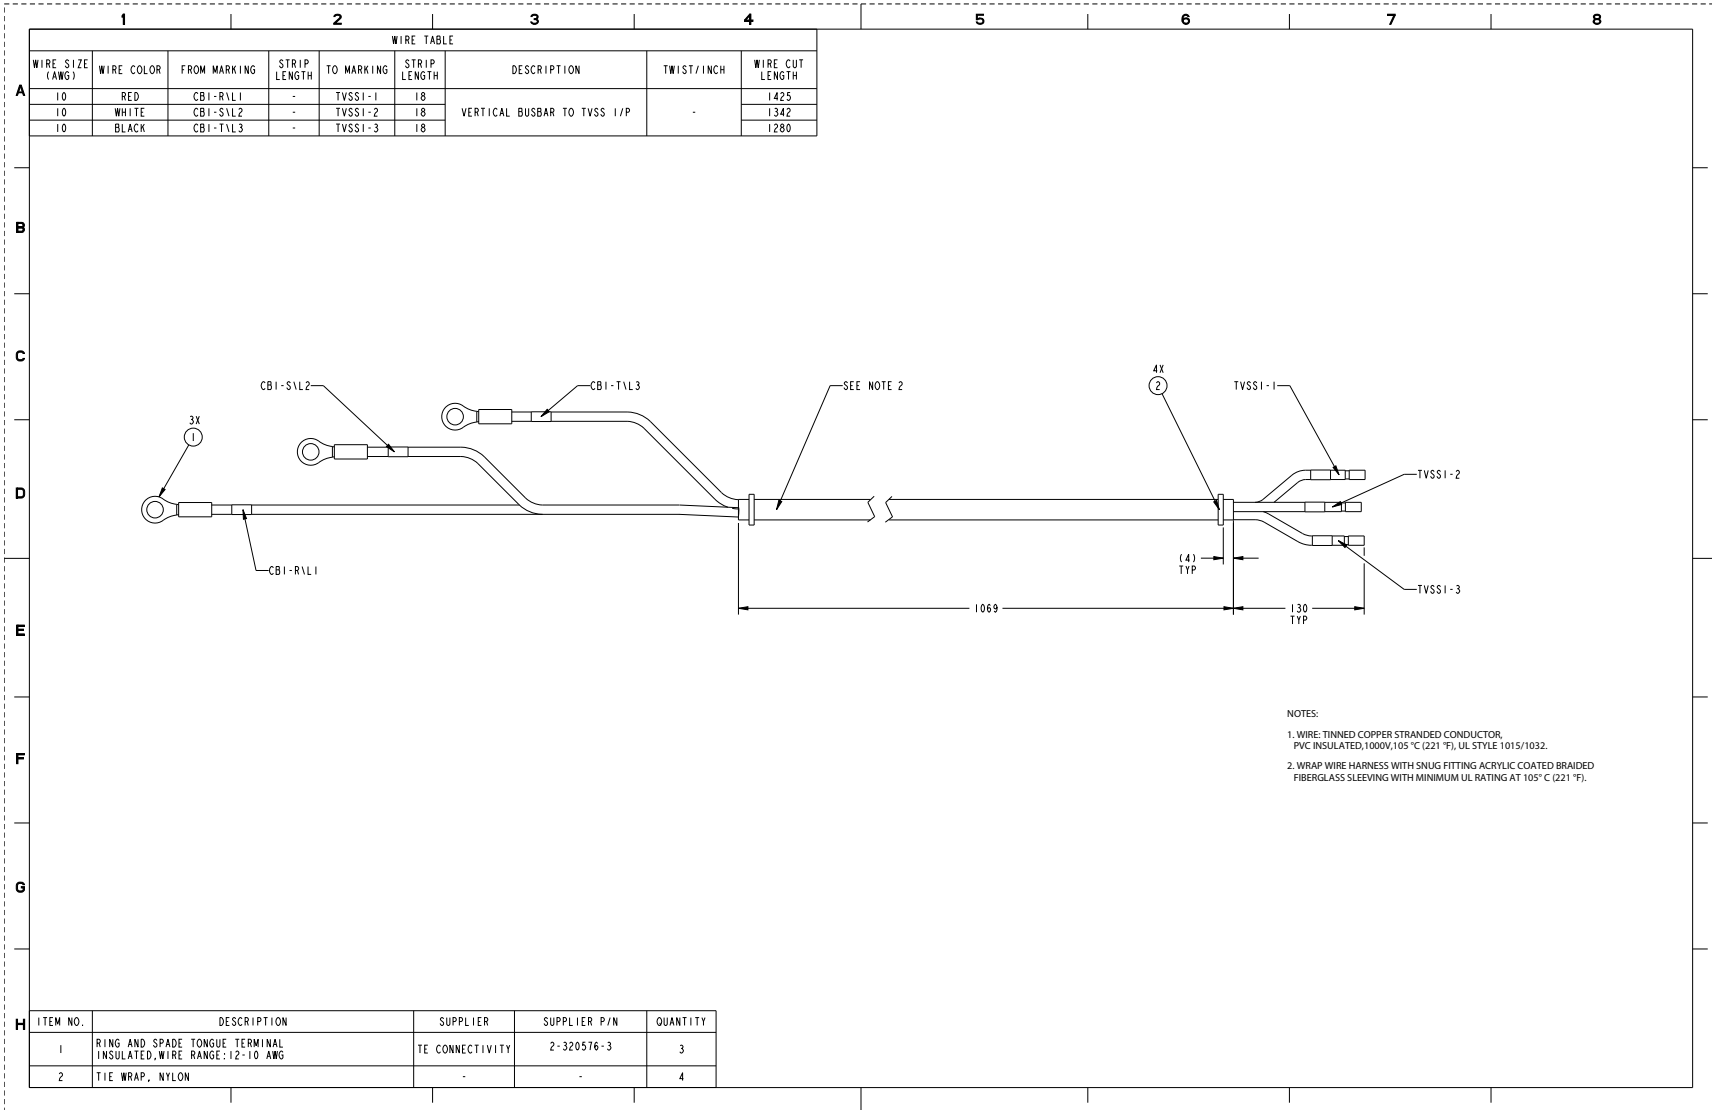 1 2 3 4 5 6 7 8
WIRE TABLE
WIRE SIZE (AWG) WIRE COLOR FROM MARKING STRIP LENGTH TO MARKING STRIP LENGTH DESCRIPTION TWIST/INCH WIRE CUT LENGTH
A
10 RED CB1-R\L1 - TVSS1-1 18 1425
10 WHITE CB1-S\L2 - TVSS1-2 18 VERTICAL BUSBAR TO TVSS I/P - 1342
10 BLACK CB1-T\L3 - TVSS1-3 18 1280
B
C
4X
CB1-S\L2 CB1-T\L3 SEE NOTE 2 2 TVSS1-1
3X
1
TVSS1-2
D
(4)
TYP
CB1-R\L1
TVSS1-3
1069 130
TYP
E
NOTES:
1. WIRE: TINNED COPPER STRANDED CONDUCTOR,
PVC INSULATED,1000V,105 °C (221 °F), UL STYLE 1015/1032.
F
2. WRAP WIRE HARNESS WITH SNUG FITTING ACRYLIC COATED BRAIDED
FIBERGLASS SLEEVING WITH MINIMUM UL RATING AT 105° C (221 °F).
G
H
ITEM NO. DESCRIPTION SUPPLIER SUPPLIER P/N QUANTITY
1 RING AND SPADE TONGUE TERMINAL INSULATED,WIRE RANGE:12-10 AWG TE CONNECTIVITY 2-320576-3 3
2 TIE WRAP, NYLON - - 4